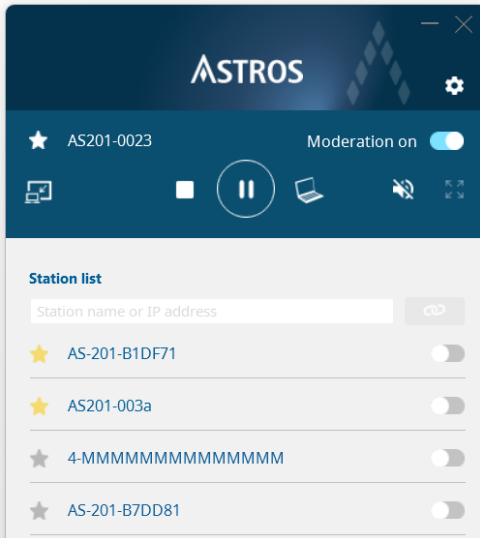 ASTROS
AS201-0023
Moderation on
Station list
Station name or IP address
AS-201-B1DF71
AS201-003a
4-MMMMMMMMMMMMMM
AS-201-B7DD81